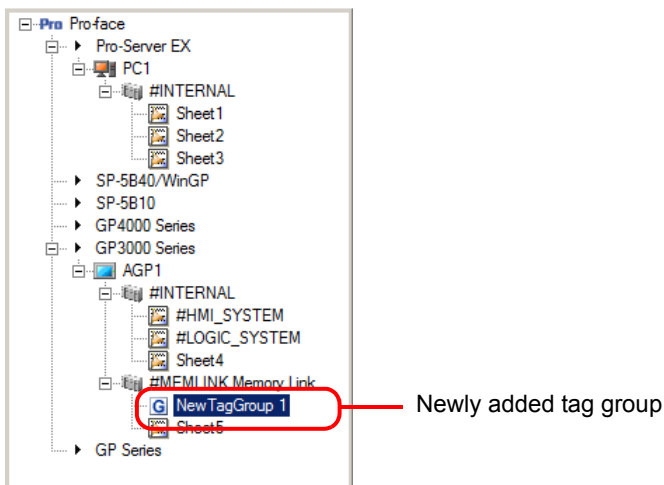 Pro Pro-face
Pro-Server EX
PC1
#INTERNAL
Sheet1
Sheet2
Sheet3
SP-5B40/WinGP
SP-5B10
GP4000 Series
GP3000 Series
AGP1
#INTERNAL
#HMI_SYSTEM
#LOGIC_SYSTEM
Sheet4
#MEMLINK Memory Link
G NewTagGroup 1 Newly added tag group
Sheet5
GP Series